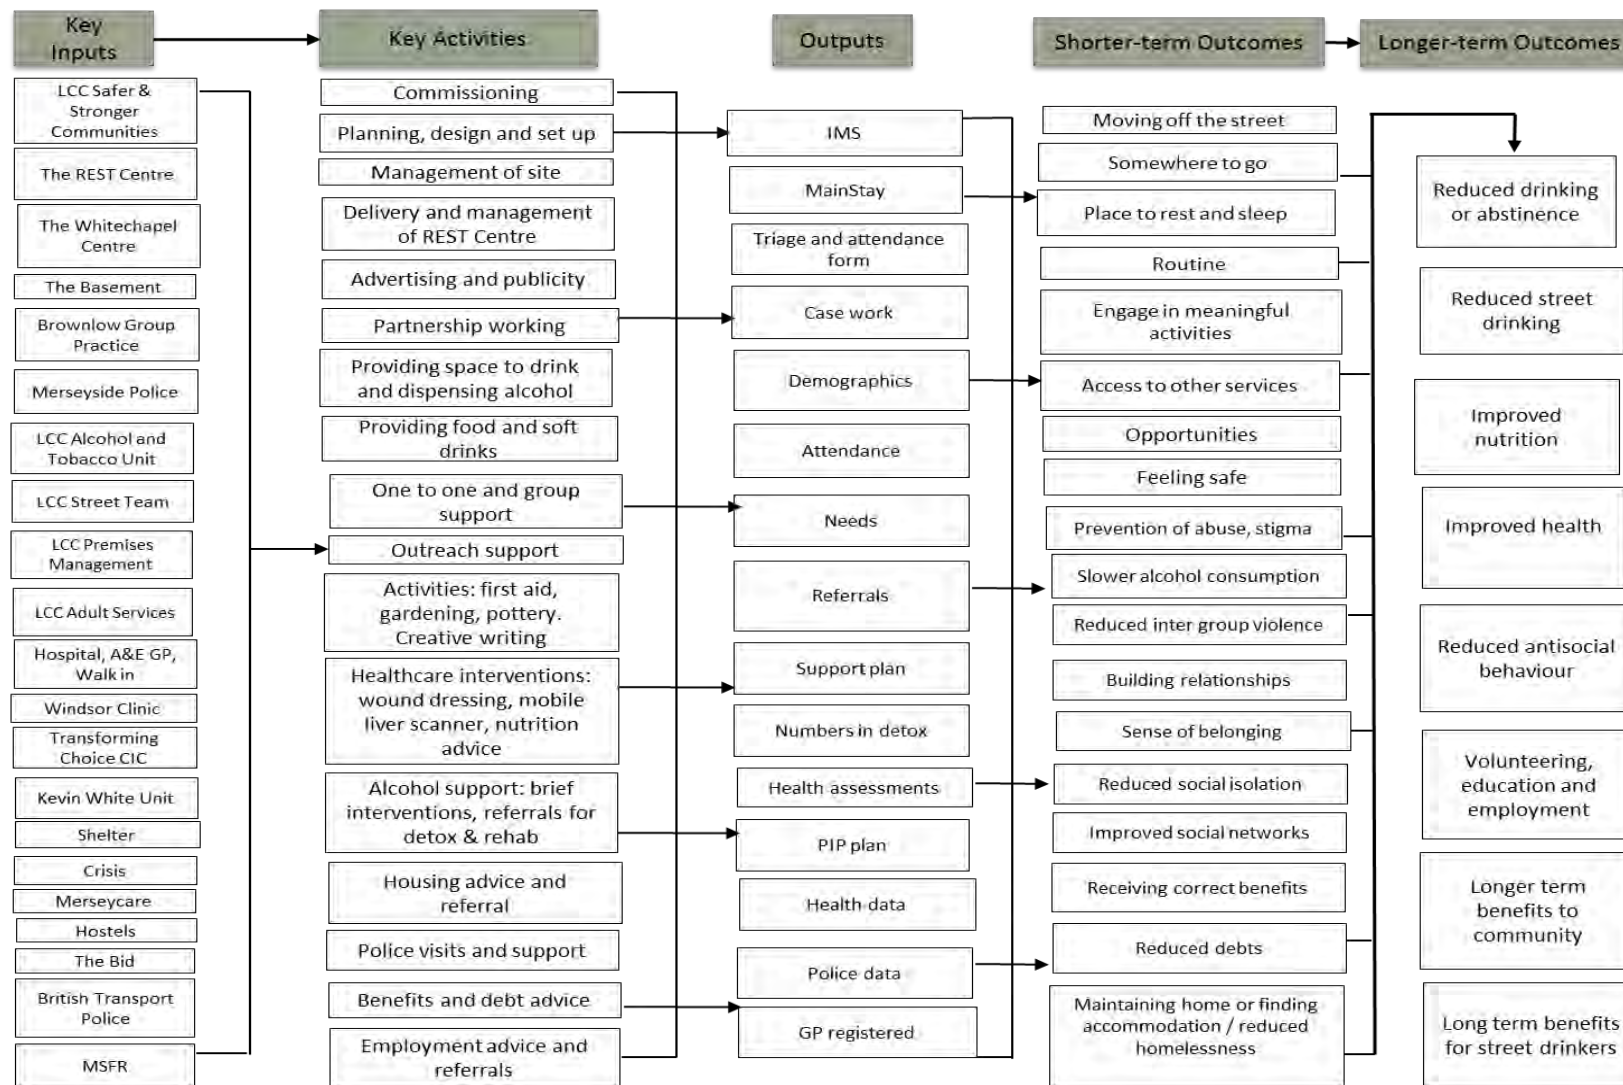 Key
Inputs
Key Activities
Outputs
Shorter-term Outcomes
Longer-term Outcomes
LCC Safer &
Stronger
Communities
The REST Centre
The Whitechapel
Centre
The Basement
Brownlow Group
Practice
Merseyside Police
LCC Alcohol and
Tobacco Unit
LCC Street Team
LCC Premises
Management
LCC Adult Services
Hospital, A&E GP,
Walk in
Windsor Clinic
Transforming
Choice CIC
Kevin White Unit
Shelter
Crisis
Merseycare
Hostels
The Bid
British Transport
Police
MSFR
Commissioning
Planning, design and set up
Management of site
Delivery and management
of REST Centre
Advertising and publicity
Partnership working
Providing space to drink
and dispensing alcohol
Providing food and soft
drinks
One to one and group
support
Outreach support
Activities: first aid,
gardening, pottery.
Creative writing
Healthcare interventions:
wound dressing, mobile
liver scanner, nutrition
advice
Alcohol support: brief
interventions, referrals for
detox & rehab
Housing advice and
referral
Police visits and support
Benefits and debt advice
Employment advice and
referrals
IMS
MainStay
Triage and attendance
form
Case work
Demographics
Attendance
Needs
Referrals
Support plan
Numbers in detox
Health assessments
PIP plan
Health data
Police data
GP registered
Moving off the street
Somewhere to go
Place to rest and sleep
Routine
Engage in meaningful
activities
Access to other services
Opportunities
Feeling safe
Prevention of abuse, stigma
Slower alcohol consumption
Reduced inter group violence
Building relationships
Sense of belonging
Reduced social isolation
Improved social networks
Receiving correct benefits
Reduced debts
Maintaining home or finding
accommodation / reduced
homelessness
Reduced drinking
or abstinence
Reduced street
drinking
Improved
nutrition
Improved health
Reduced antisocial
behaviour
Volunteering,
education and
employment
Longer term
benefits to
community
Long term benefits
for street drinkers